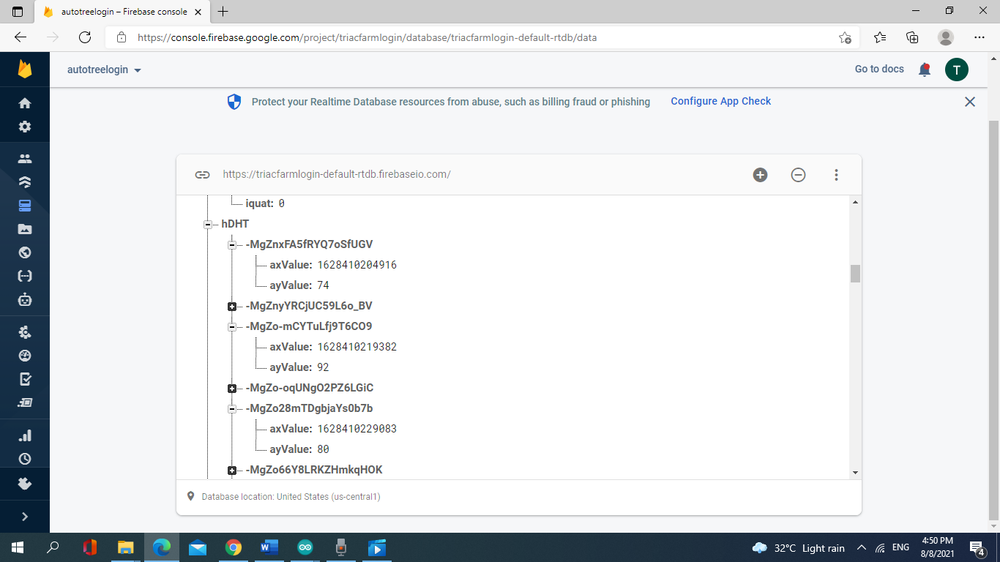 autotreelogin – Firebase console
https://console.firebase.google.com/project/triacfarmlogin/database/triacfarmlogin-default-rtdb/data
autotreelogin
Go to docs
T
Protect your Realtime Database resources from abuse, such as billing fraud or phishing
Configure App Check
https://triacfarmlogin-default-rtdb.firebaseio.com/
iquat: 0
hDHT
-MgZnxFA5fRYQ7oSfUGV
axValue: 1628410204916
ayValue: 74
-MgZnyYRCjUC59L6o_BV
-MgZo-mCYTuLfj9T6CO9
axValue: 1628410219382
ayValue: 92
-MgZo-oqUNgO2PZ6LGiC
-MgZo28mTDgbjaYs0b7b
axValue: 1628410229083
ayValue: 80
-MgZo66Y8LRKZHmkqHOK
Database location: United States (us-central1)
32°C Light rain
ENG
4:50 PM
8/8/2021
4